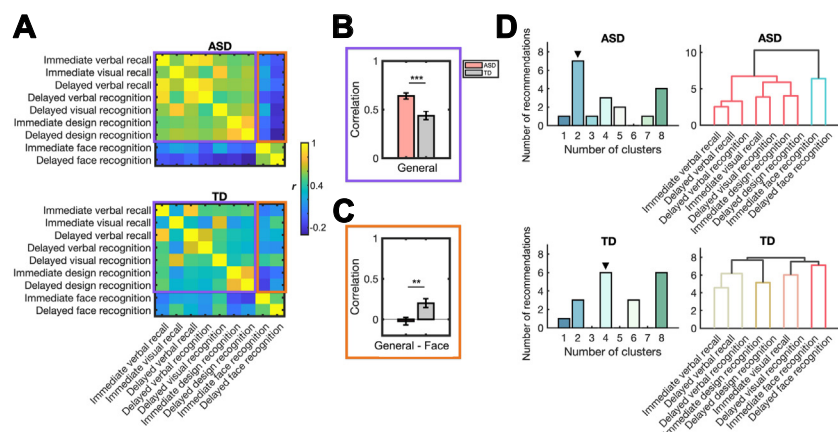 A
ASD
Immediate verbal recall
Immediate visual recall
Delayed verbal recall
Delayed verbal recognition
Delayed visual recognition
Immediate design recognition
Delayed design recognition
Immediate face recognition
Delayed face recognition
1
r
0.4
-0.2
TD
Immediate verbal recall
Immediate visual recall
Delayed verbal recall
Delayed verbal recognition
Delayed visual recognition
Immediate design recognition
Delayed design recognition
Immediate face recognition
Delayed face recognition
Immediate verbal recall
Immediate visual recall
Delayed verbal recall
Delayed verbal recognition
Delayed visual recognition
Immediate design recognition
Delayed design recognition
Immediate face recognition
Delayed face recognition
B
ASD
TD
Correlation
1
0.5
0
***
General
C
Correlation
1
0.5
0
**
General - Face
D
ASD
Number of recommendations
8
6
4
2
0
1 2 3 4 5 6 7 8
Number of clusters
ASD
10
5
0
Immediate verbal recall
Delayed verbal recall
Delayed verbal recognition
Immediate visual recall
Delayed visual recognition
Immediate design recognition
Delayed design recognition
Immediate face recognition
Delayed face recognition
TD
Number of recommendations
8
6
4
2
0
1 2 3 4 5 6 7 8
Number of clusters
TD
10
5
0
Immediate verbal recall
Delayed verbal recall
Delayed verbal recognition
Immediate design recognition
Delayed design recognition
Immediate visual recall
Delayed visual recognition
Immediate face recognition
Delayed face recognition